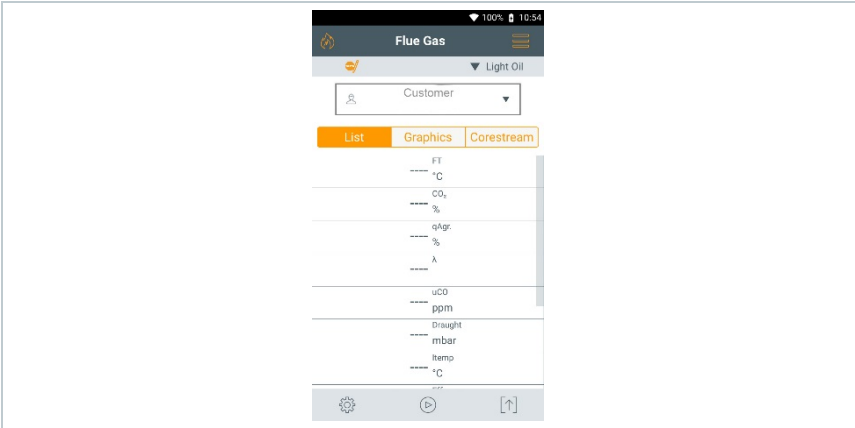 100% 10:54
Flue Gas
Light Oil
Customer
List Graphics Corestream
FT
---- °C
CO₂
---- %
qAgr.
---- %
λ
----
uCO
---- ppm
Draught
---- mbar
Itemp
---- °C